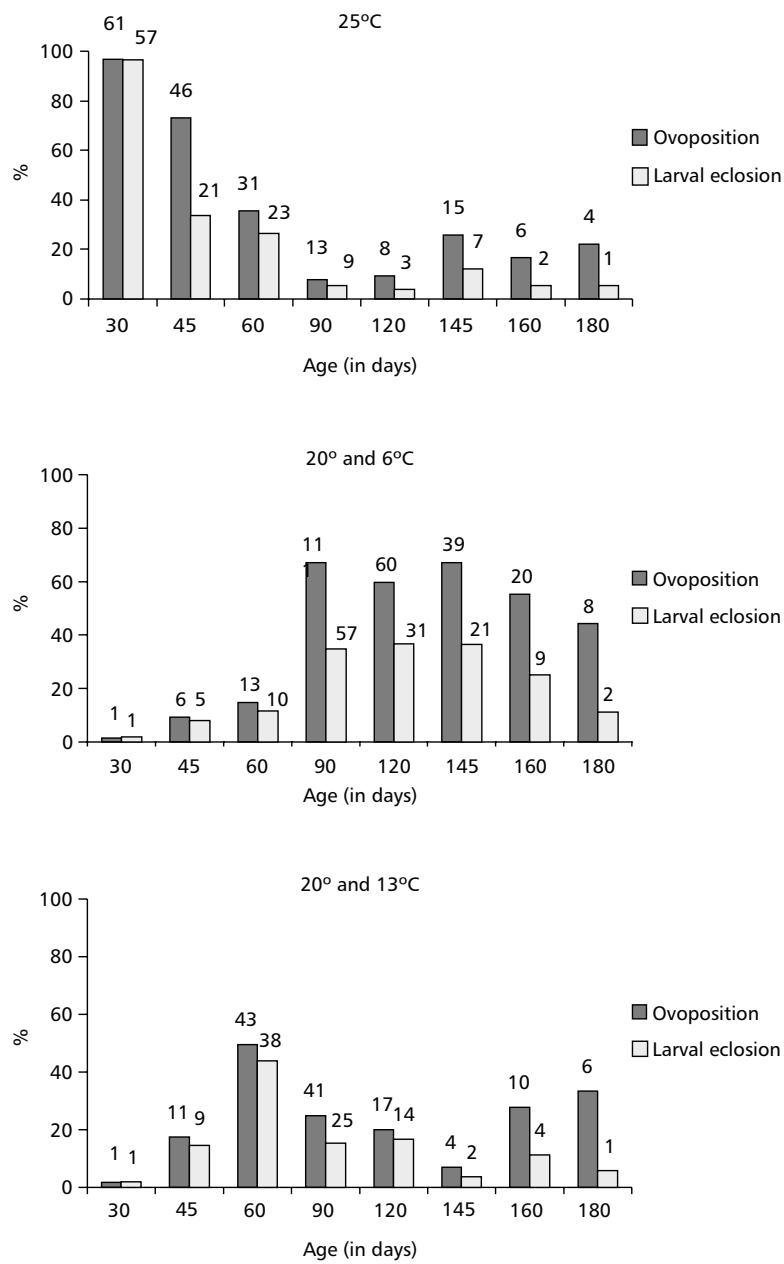 25ºC
61 57
100
46
80
Ovoposition
60
%
Larval eclosion
31
40
21 23
15
13 8 6 4
20
9 3 7 2 1
0
30 45 60 90 120 145 160 180
Age (in days)
20º and 6ºC
100
80
11 39
1 60
20
60
Ovoposition
%
57
8
Larval eclosion
40
31 21
9
20
13
6 5 10 2
1 1
0
30 45 60 90 120 145 160 180
Age (in days)
20º and 13ºC
100
80
Ovoposition
60
%
43
Larval eclosion
38
40
41 6
10
25
11 9 17 14
20
4 4
1 1 2 1
0
30 45 60 90 120 145 160 180
Age (in days)